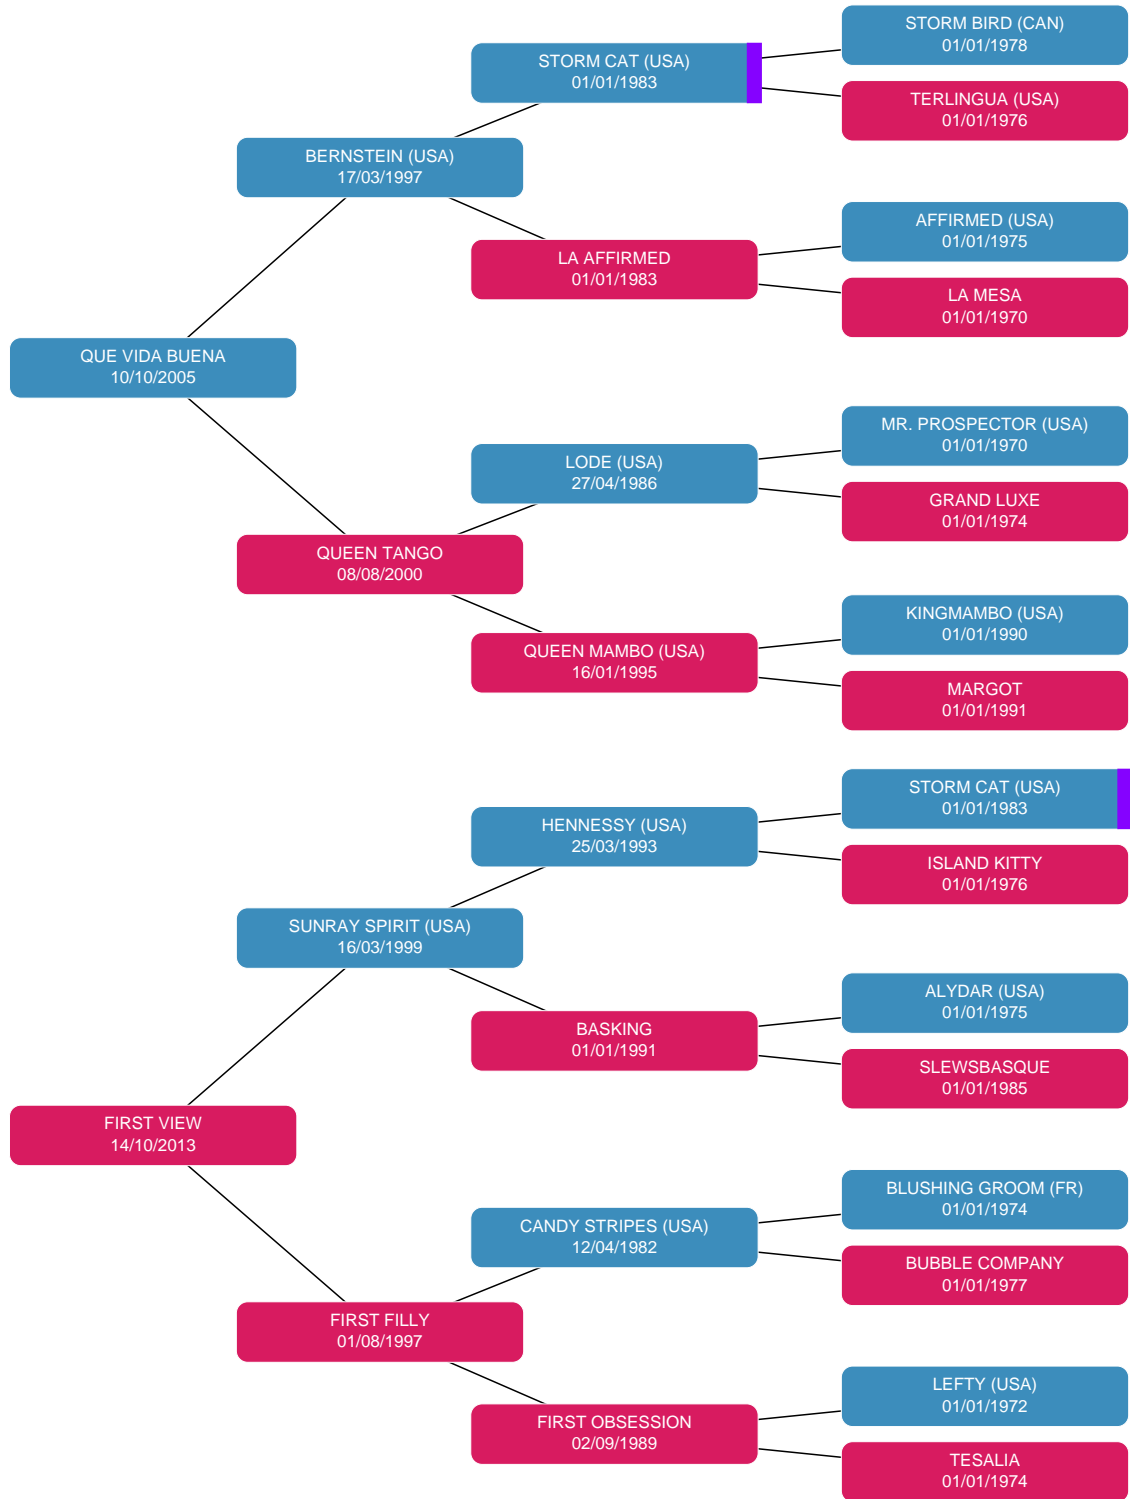 STORM BIRD (CAN)
01/01/1978
STORM CAT (USA)
01/01/1983
TERLINGUA (USA)
01/01/1976
BERNSTEIN (USA)
17/03/1997
AFFIRMED (USA)
01/01/1975
LA AFFIRMED
01/01/1983
LA MESA
01/01/1970
QUE VIDA BUENA
10/10/2005
MR. PROSPECTOR (USA)
01/01/1970
LODE (USA)
27/04/1986
GRAND LUXE
01/01/1974
QUEEN TANGO
08/08/2000
KINGMAMBO (USA)
01/01/1990
QUEEN MAMBO (USA)
16/01/1995
MARGOT
01/01/1991
STORM CAT (USA)
01/01/1983
HENNESSY (USA)
25/03/1993
ISLAND KITTY
01/01/1976
SUNRAY SPIRIT (USA)
16/03/1999
ALYDAR (USA)
01/01/1975
BASKING
01/01/1991
SLEWSBASQUE
01/01/1985
FIRST VIEW
14/10/2013
BLUSHING GROOM (FR)
01/01/1974
CANDY STRIPES (USA)
12/04/1982
BUBBLE COMPANY
01/01/1977
FIRST FILLY
01/08/1997
LEFTY (USA)
01/01/1972
FIRST OBSESSION
02/09/1989
TESALIA
01/01/1974